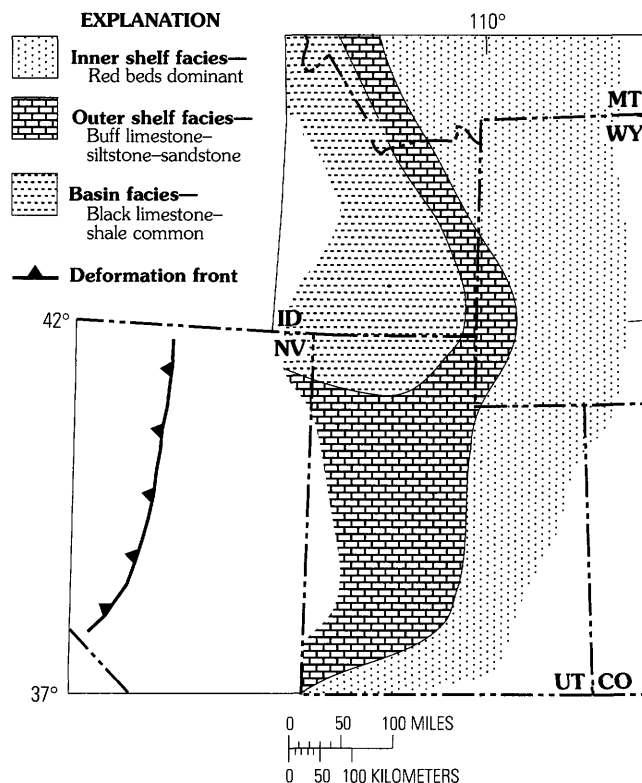 EXPLANATION
Inner shelf facies—
Red beds dominant
Outer shelf facies—
Buff limestone–
siltstone–sandstone
Basin facies—
Black limestone–
shale common
Deformation front
110°
MT
WY
42°
ID
NV
37°
UT CO
0 50 100 MILES
0 50 100 KILOMETERS